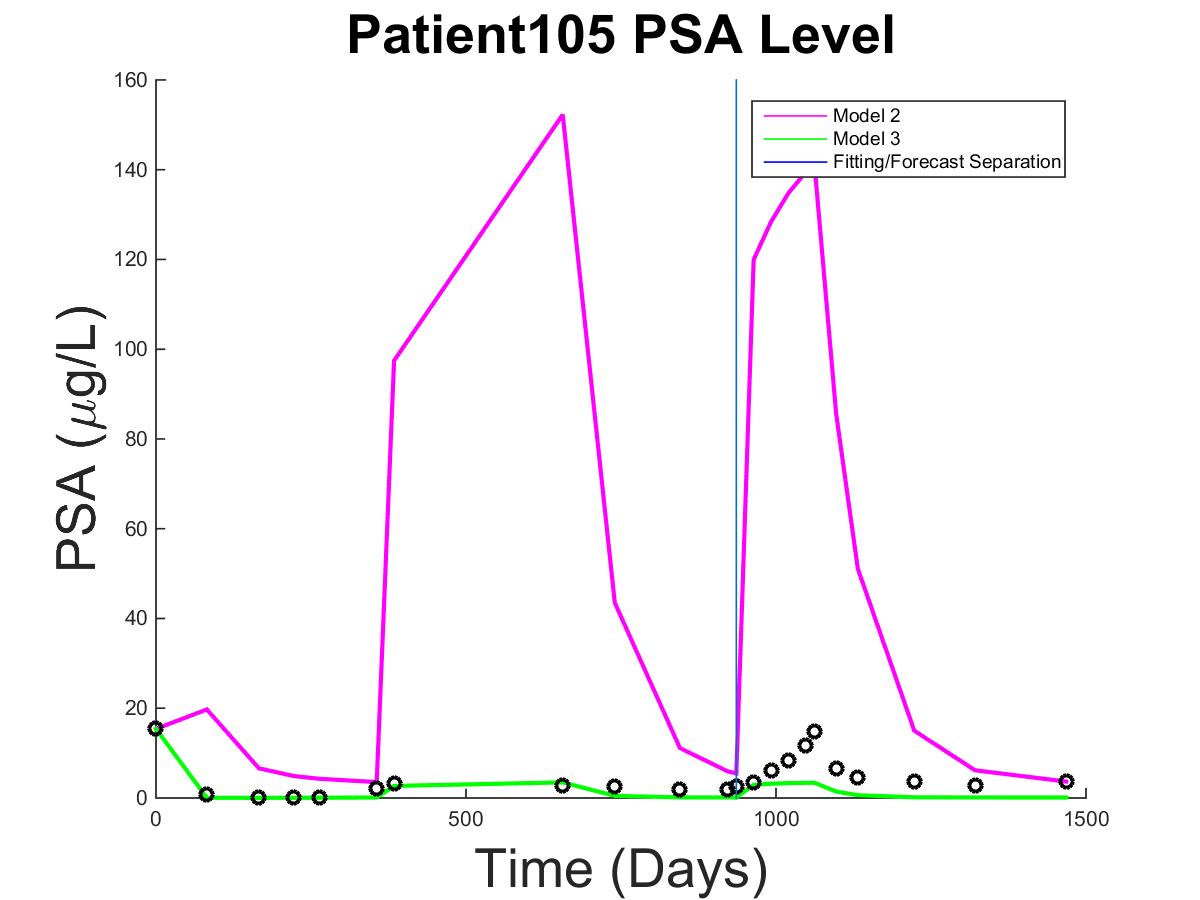 Patient105 PSA Level
160
140
120
100
80
60
40
20
0
PSA (μg/L)
Model 2
Model 3
Fitting/Forecast Separation
0 500 1000 1500
Time (Days)